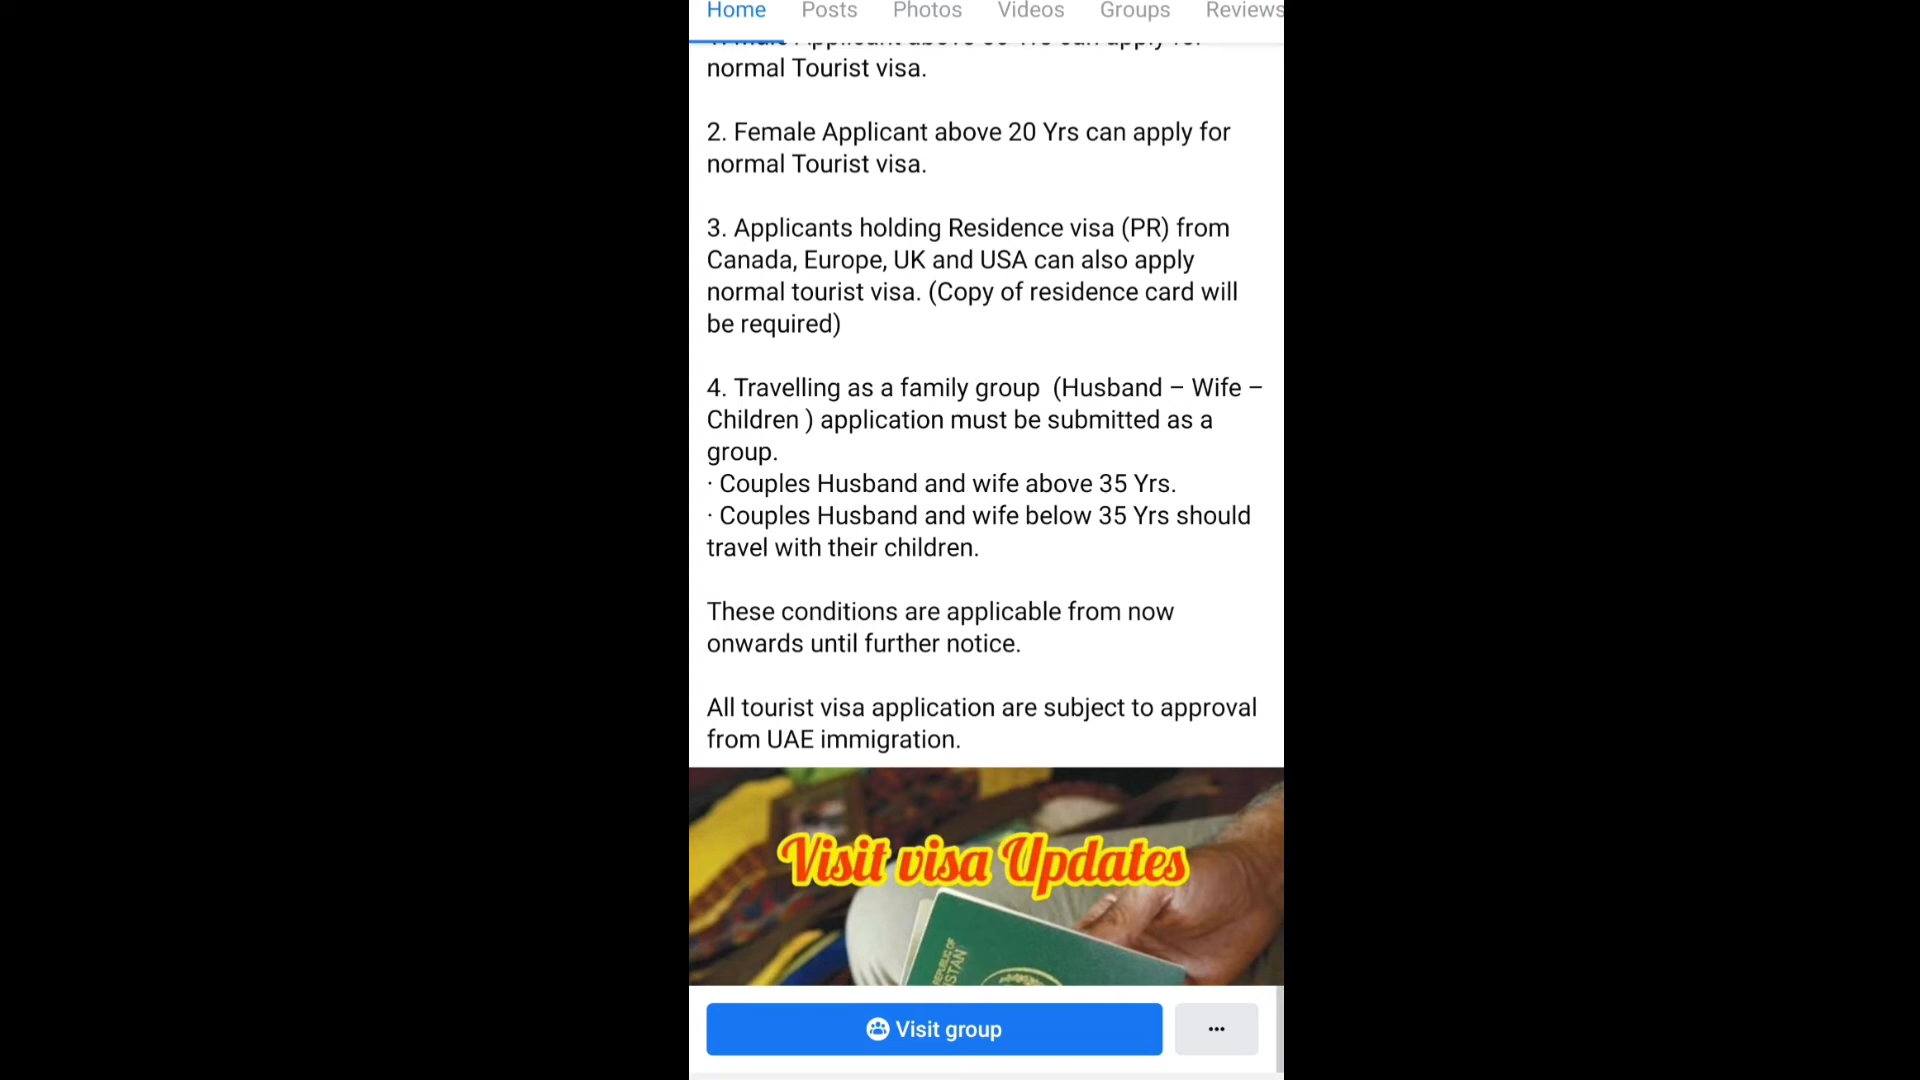 Home Posts Photos Videos Groups Reviews
normal Tourist visa.
2. Female Applicant above 20 Yrs can apply for
normal Tourist visa.
3. Applicants holding Residence visa (PR) from
Canada, Europe, UK and USA can also apply
normal tourist visa. (Copy of residence card will
be required)
4. Travelling as a family group (Husband – Wife –
Children ) application must be submitted as a
group.
· Couples Husband and wife above 35 Yrs.
· Couples Husband and wife below 35 Yrs should
travel with their children.
These conditions are applicable from now
onwards until further notice.
All tourist visa application are subject to approval
from UAE immigration.
Visit visa Updates
REPUBLIC OF
ISTAN
Visit group